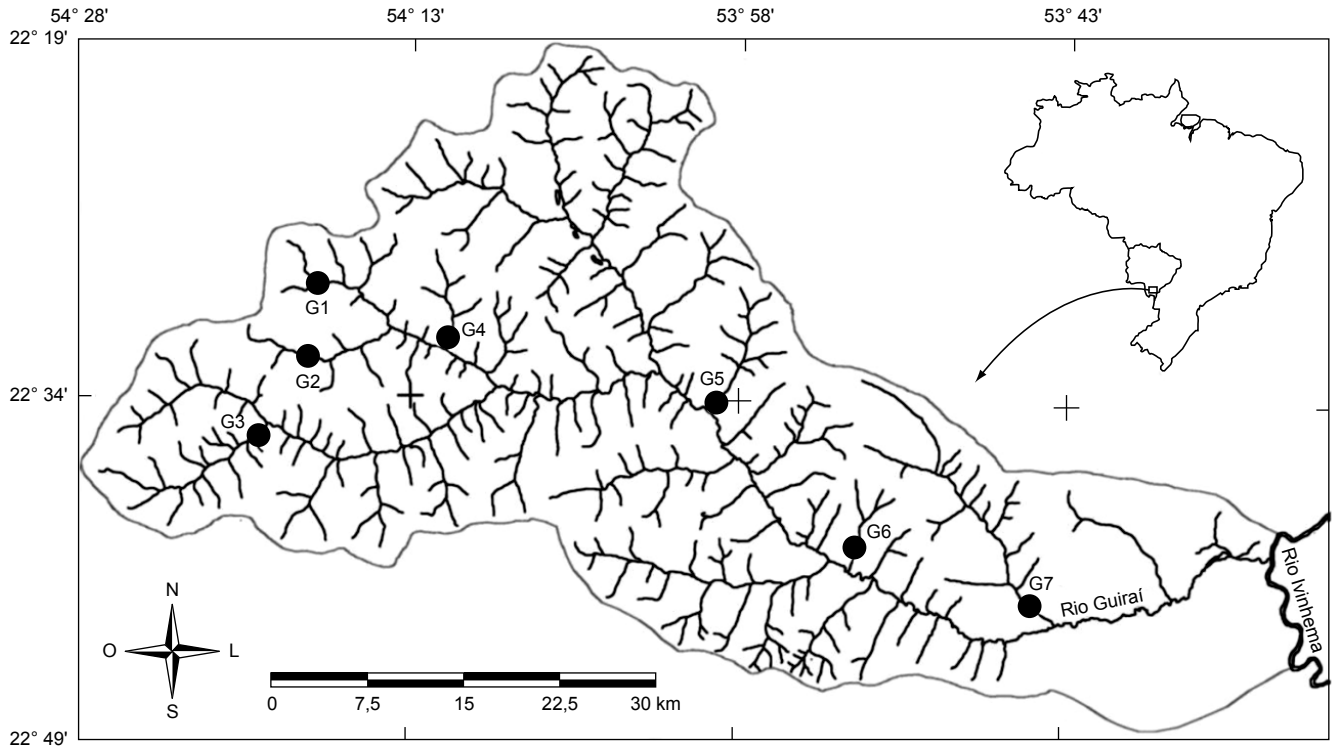 54° 28'
54° 13'
53° 58'
53° 43'
22° 19'
G1
G4
G2
G5
22° 34'
G3
G6
Rio Ivinhema
G7
Rio Guiraí
N
O
L
S
0
7,5
15
22,5
30 km
22° 49'